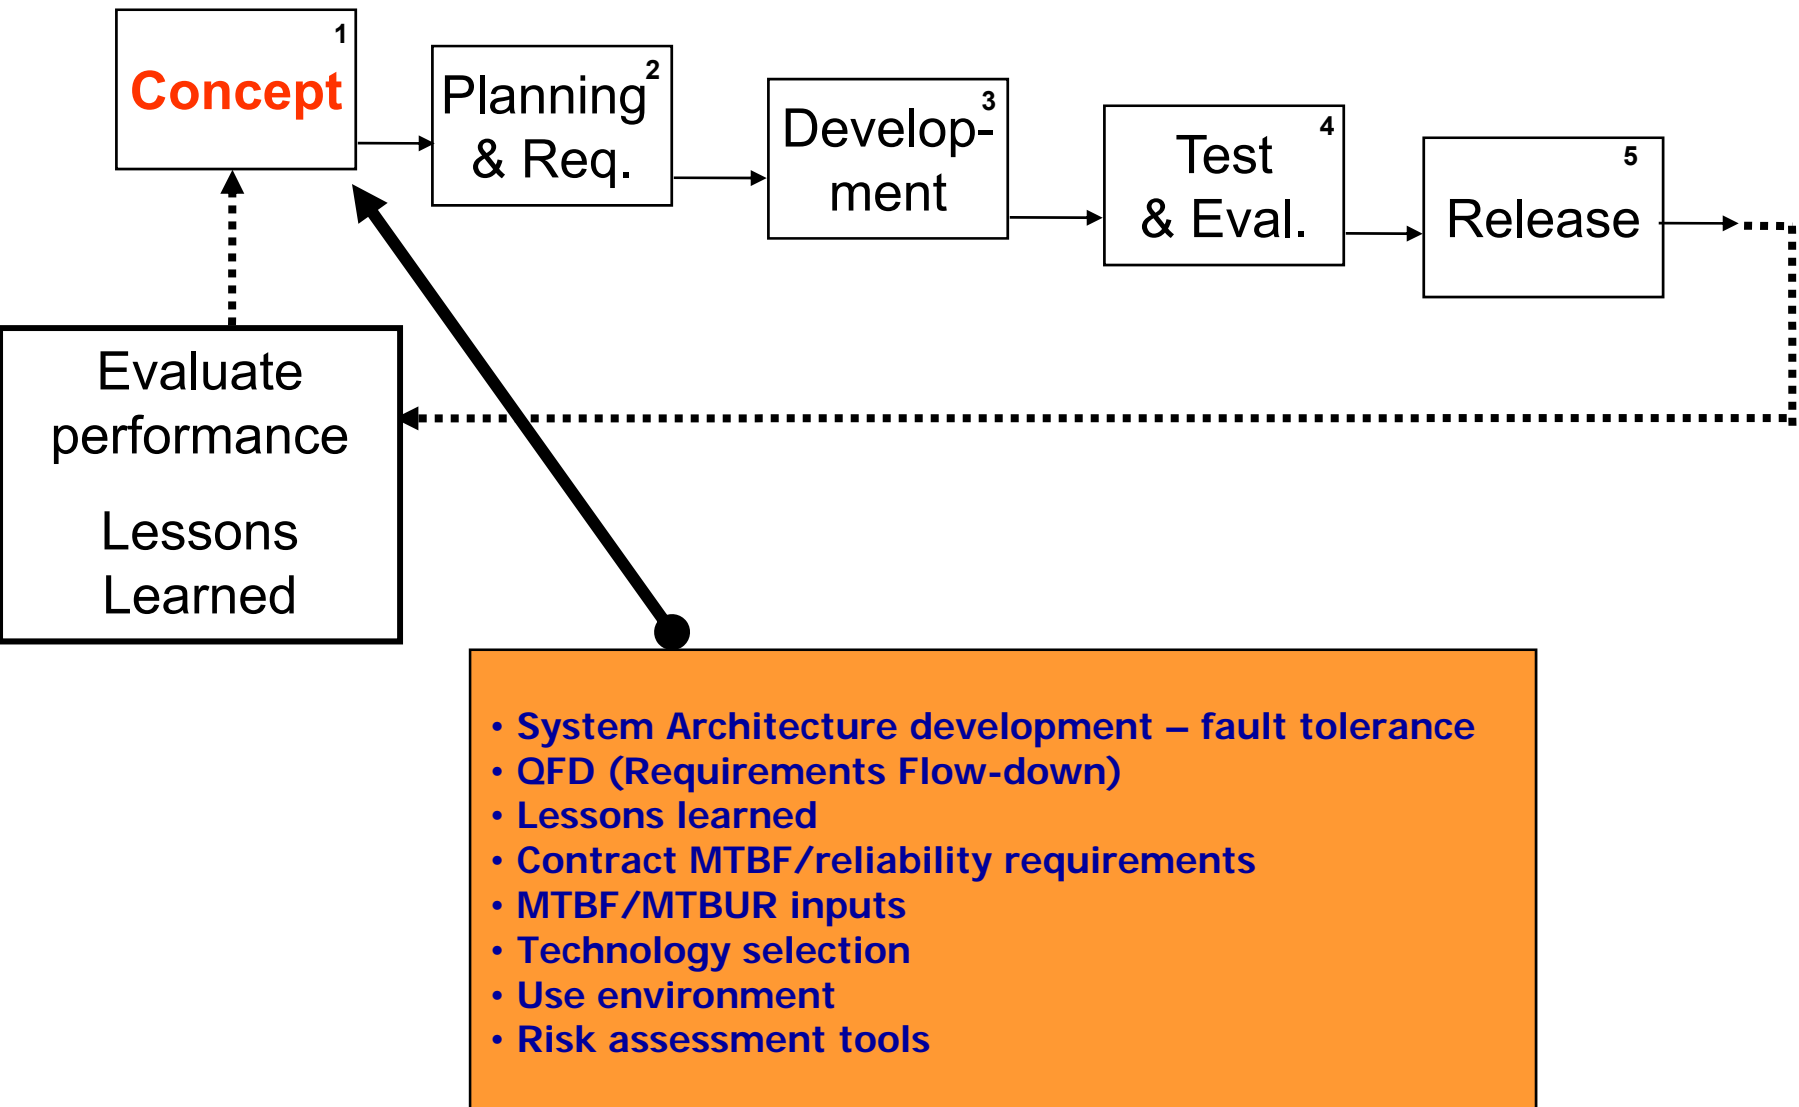 1
Concept
2
Planning
& Req.
3
Develop-
ment
4
Test
& Eval.
5
Release
Evaluate
performance
Lessons
Learned
• System Architecture development – fault tolerance
• QFD (Requirements Flow-down)
• Lessons learned
• Contract MTBF/reliability requirements
• MTBF/MTBUR inputs
• Technology selection
• Use environment
• Risk assessment tools